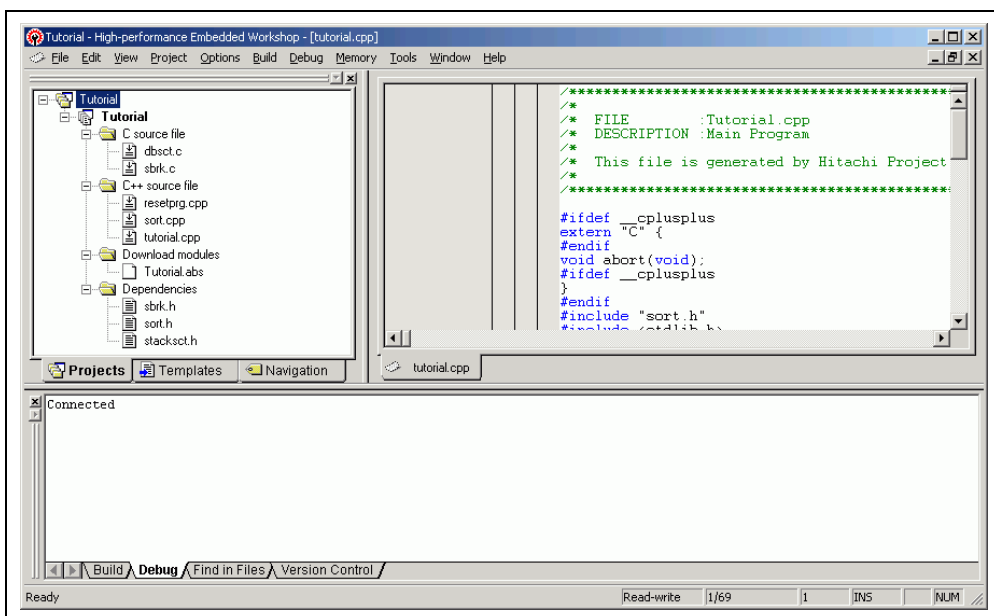 Tutorial - High-performance Embedded Workshop - [tutorial.cpp]
File Edit View Project Options Build Debug Memory Tools Window Help
Tutorial
Tutorial
C source file
dbsct.c
sbrk.c
C++ source file
resetprg.cpp
sort.cpp
tutorial.cpp
Download modules
Tutorial.abs
Dependencies
sbrk.h
sort.h
stacksct.h
Projects Templates Navigation
/*********************************************
/*
/* FILE :Tutorial.cpp
/* DESCRIPTION :Main Program
/*
/* This file is generated by Hitachi Project
/*
/*********************************************
#ifdef __cplusplus
extern "C" {
#endif
void abort(void);
#ifdef __cplusplus
}
#endif
#include "sort.h"
#include <stdlib.h>
tutorial.cpp
Connected
Build Debug Find in Files Version Control
Ready Read-write 1/69 1 INS NUM